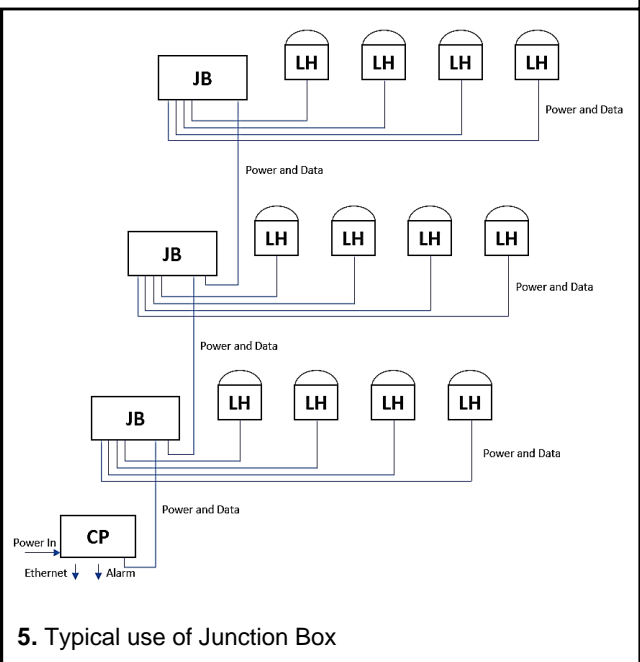 JB LH LH LH LH
Power and Data
Power and Data
JB LH LH LH LH
Power and Data
Power and Data
JB LH LH LH LH
Power and Data
Power and Data
CP
Power In
Ethernet Alarm
5. Typical use of Junction Box